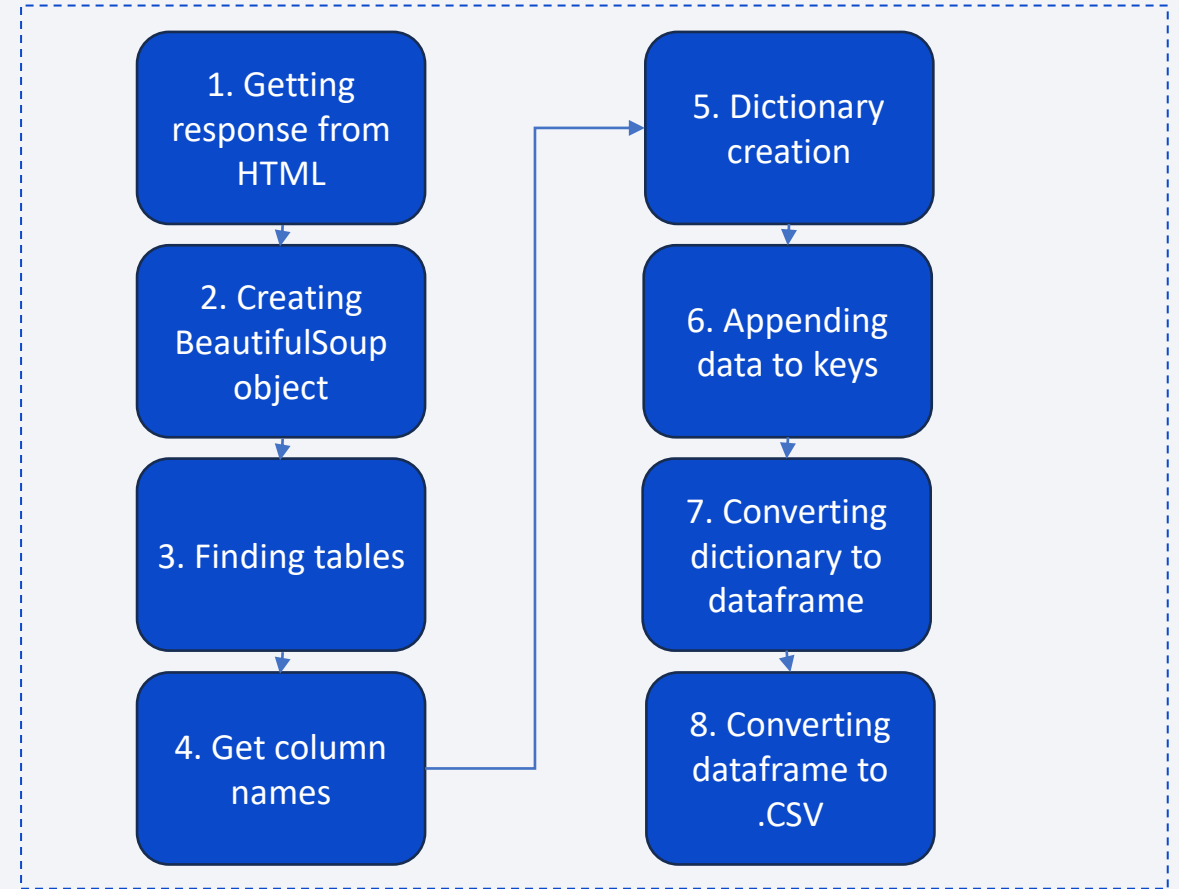 1. Getting
response from
HTML
2. Creating
BeautifulSoup
object
3. Finding tables
4. Get column
names
5. Dictionary
creation
6. Appending
data to keys
7. Converting
dictionary to
dataframe
8. Converting
dataframe to
.CSV